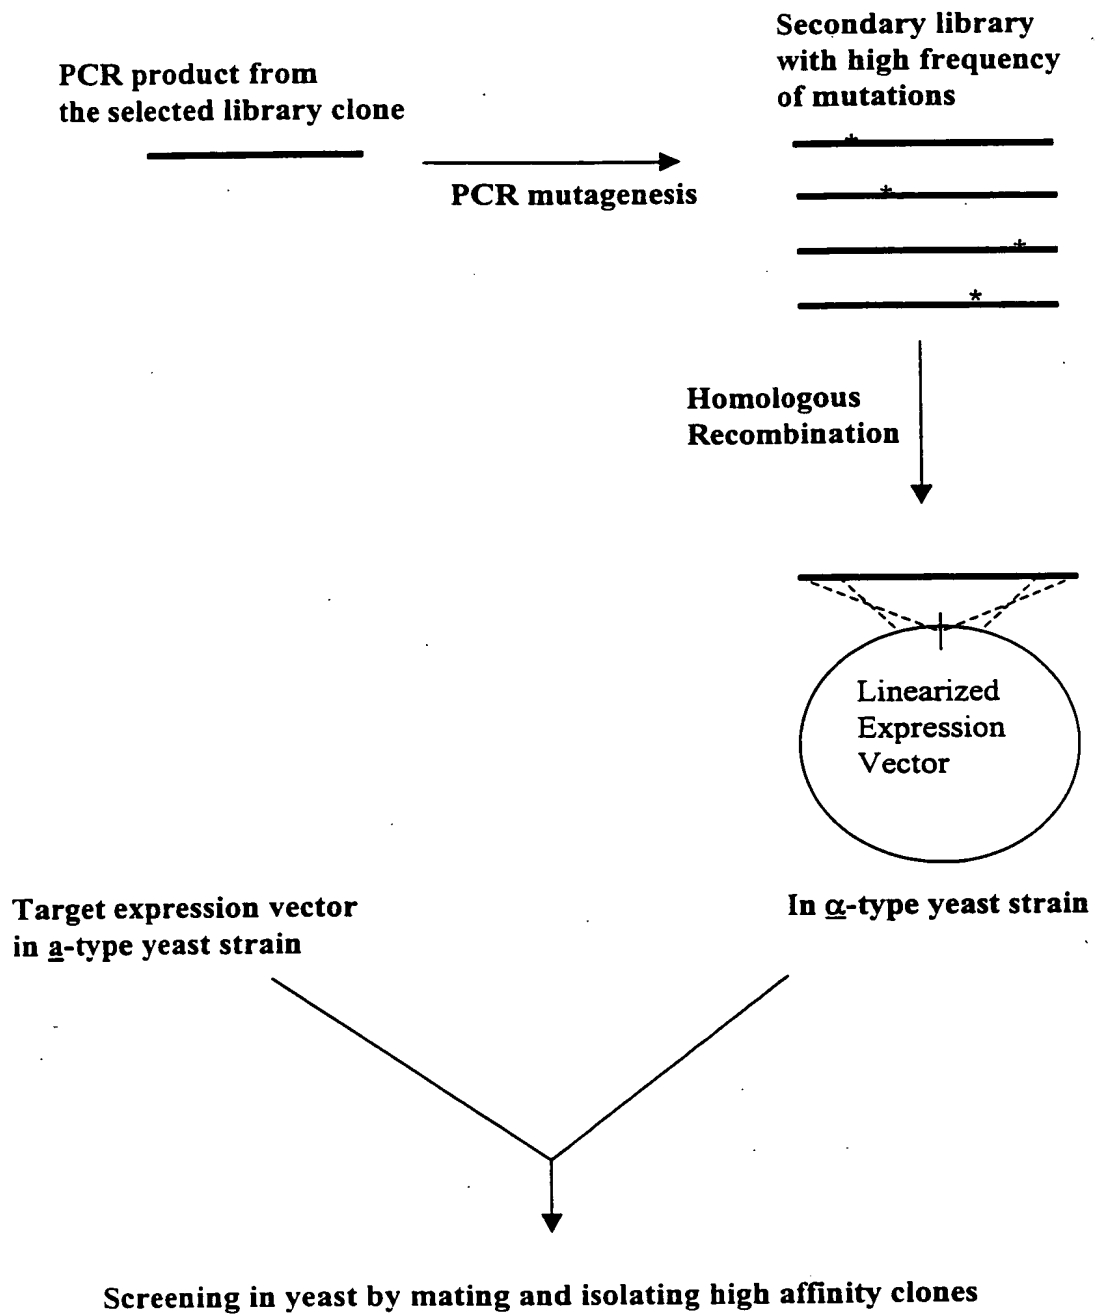 PCR product from
the selected library clone
PCR mutagenesis
Secondary library
with high frequency
of mutations
*
*
*
*
Homologous
Recombination
Linearized
Expression
Vector
Target expression vector
in a-type yeast strain
In α-type yeast strain
Screening in yeast by mating and isolating high affinity clones